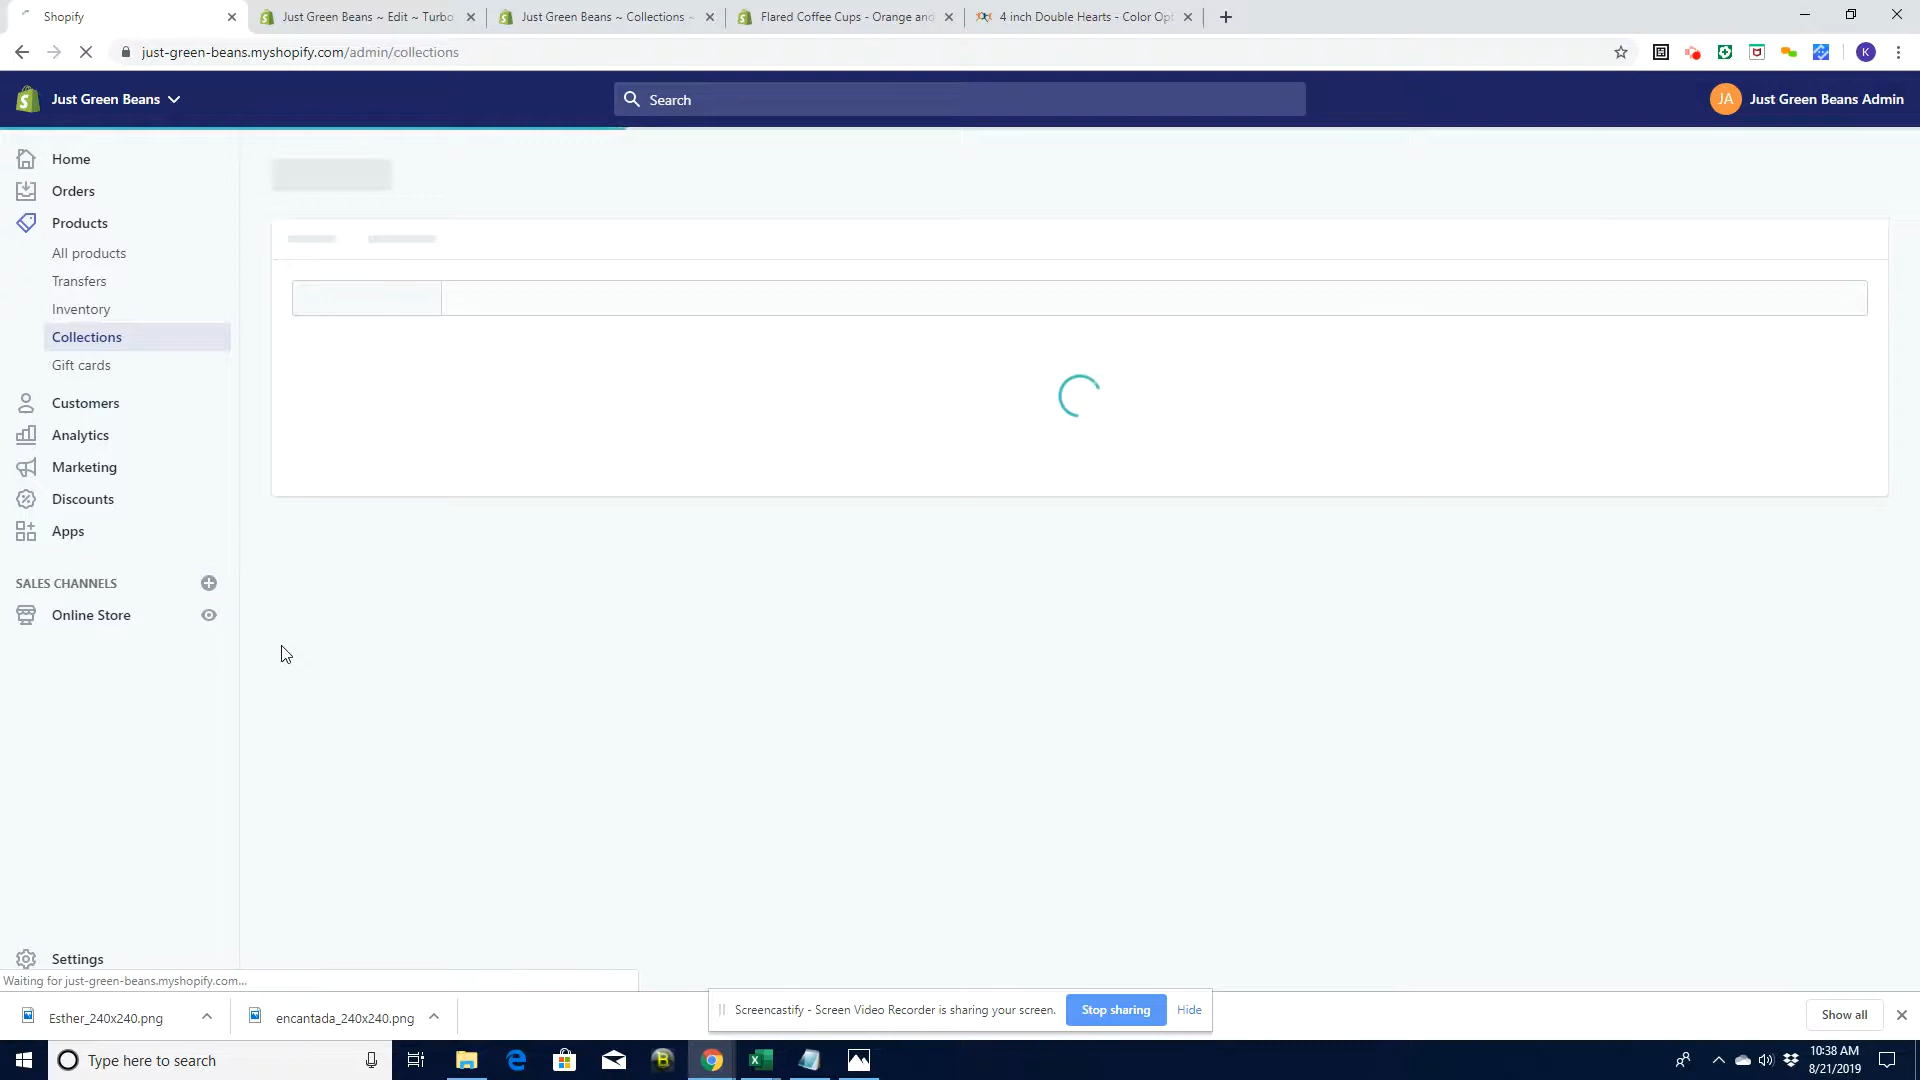 Shopify
Just Green Beans ~ Edit ~ Turbo
Just Green Beans ~ Collections ~
Flared Coffee Cups - Orange and
4 inch Double Hearts - Color Opt
just-green-beans.myshopify.com/admin/collections
K
Just Green Beans
Search
JA
Just Green Beans Admin
Home
Orders
Products
All products
Transfers
Inventory
Collections
Gift cards
Customers
Analytics
Marketing
Discounts
Apps
SALES CHANNELS
Online Store
Settings
Waiting for just-green-beans.myshopify.com...
Esther_240x240.png
encantada_240x240.png
Screencastify - Screen Video Recorder is sharing your screen.
Stop sharing
Hide
Show all
Type here to search
10:38 AM
8/21/2019